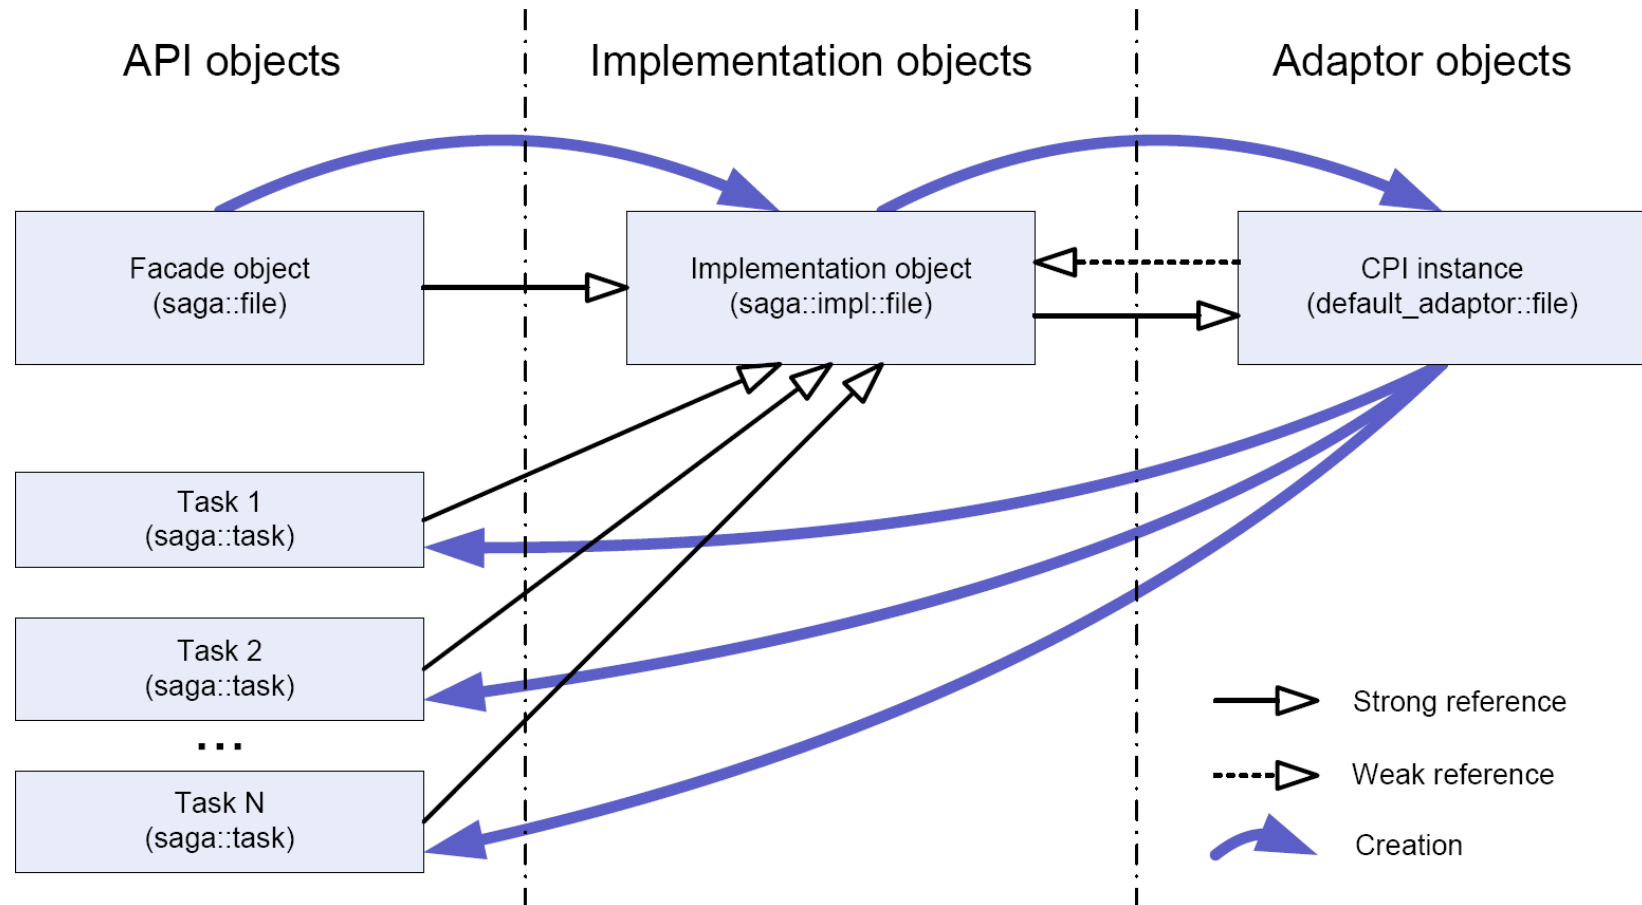 API objects
Implementation objects
Adaptor objects
Facade object
(saga::file)
Implementation object
(saga::impl::file)
CPI instance
(default_adaptor::file)
Task 1
(saga::task)
Task 2
(saga::task)
...
Task N
(saga::task)
Strong reference
Weak reference
Creation